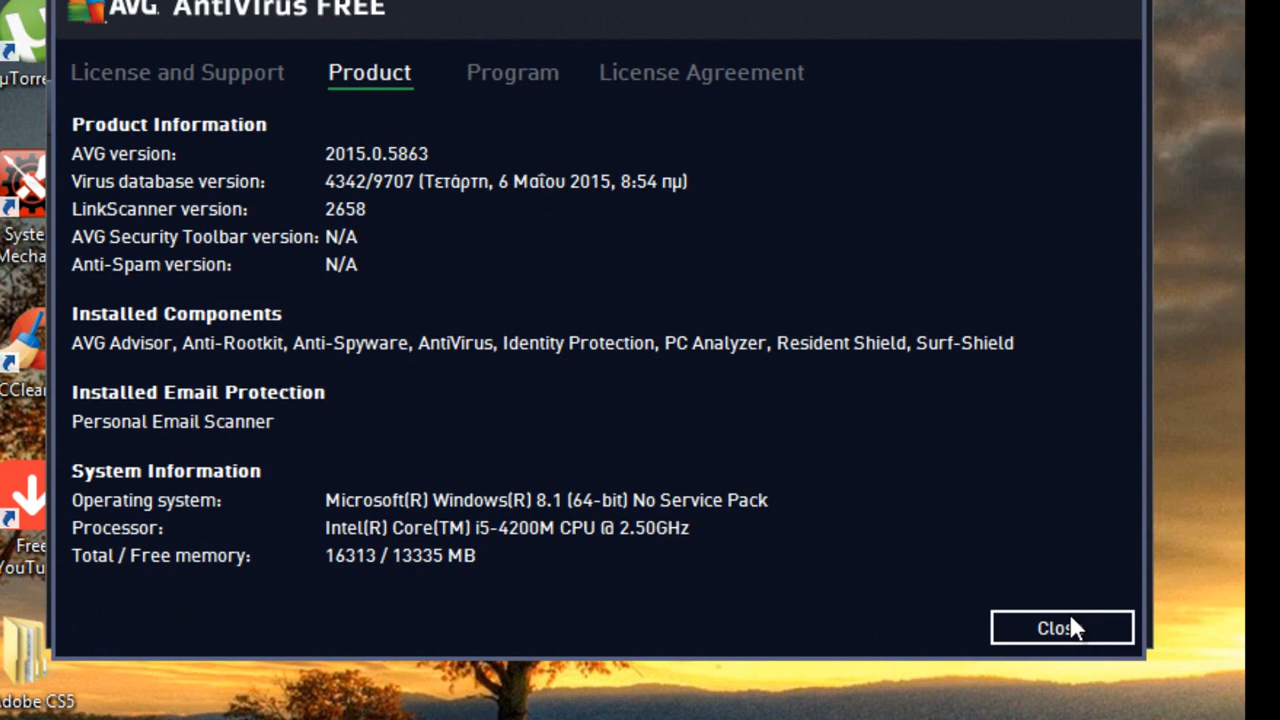 AVG. AntiVirus FREE
License and Support Product Program License Agreement
Product Information
AVG version: 2015.0.5863
Virus database version: 4342/9707 (Τετάρτη, 6 Μαΐου 2015, 8:54 πμ)
LinkScanner version: 2658
AVG Security Toolbar version: N/A
Anti-Spam version: N/A
Installed Components
AVG Advisor, Anti-Rootkit, Anti-Spyware, AntiVirus, Identity Protection, PC Analyzer, Resident Shield, Surf-Shield
Installed Email Protection
Personal Email Scanner
System Information
Operating system: Microsoft(R) Windows(R) 8.1 (64-bit) No Service Pack
Processor: Intel(R) Core(TM) i5-4200M CPU @ 2.50GHz
Total / Free memory: 16313 / 13335 MB
µTorre
Syste
Mecha
CClea
Free
YouTu
dobe CS5